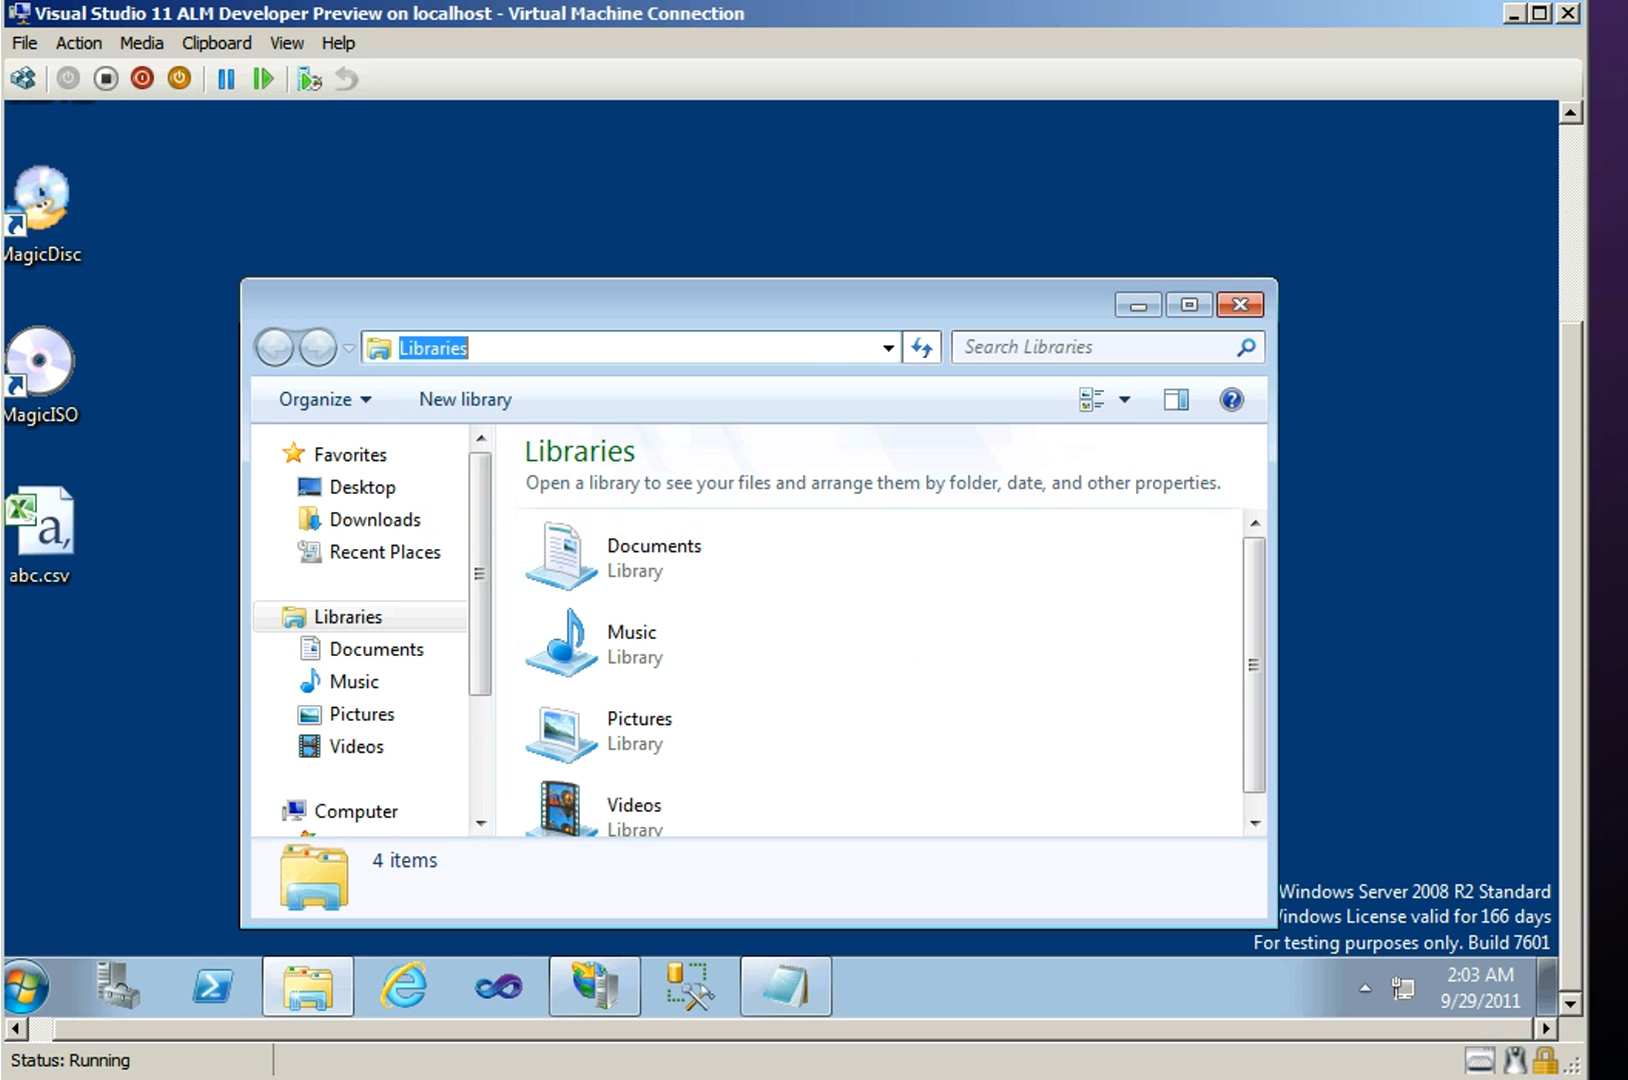 Visual Studio 11 ALM Developer Preview on localhost - Virtual Machine Connection
File Action Media Clipboard View Help
MagicDisc
MagicISO
abc.csv
Libraries
Search Libraries
Organize New library
Favorites
Desktop
Downloads
Recent Places
Libraries
Documents
Music
Pictures
Videos
Computer
Libraries
Open a library to see your files and arrange them by folder, date, and other properties.
Documents
Library
Music
Library
Pictures
Library
Videos
Library
4 items
Windows Server 2008 R2 Standard
Windows License valid for 166 days
For testing purposes only. Build 7601
2:03 AM
9/29/2011
Status: Running